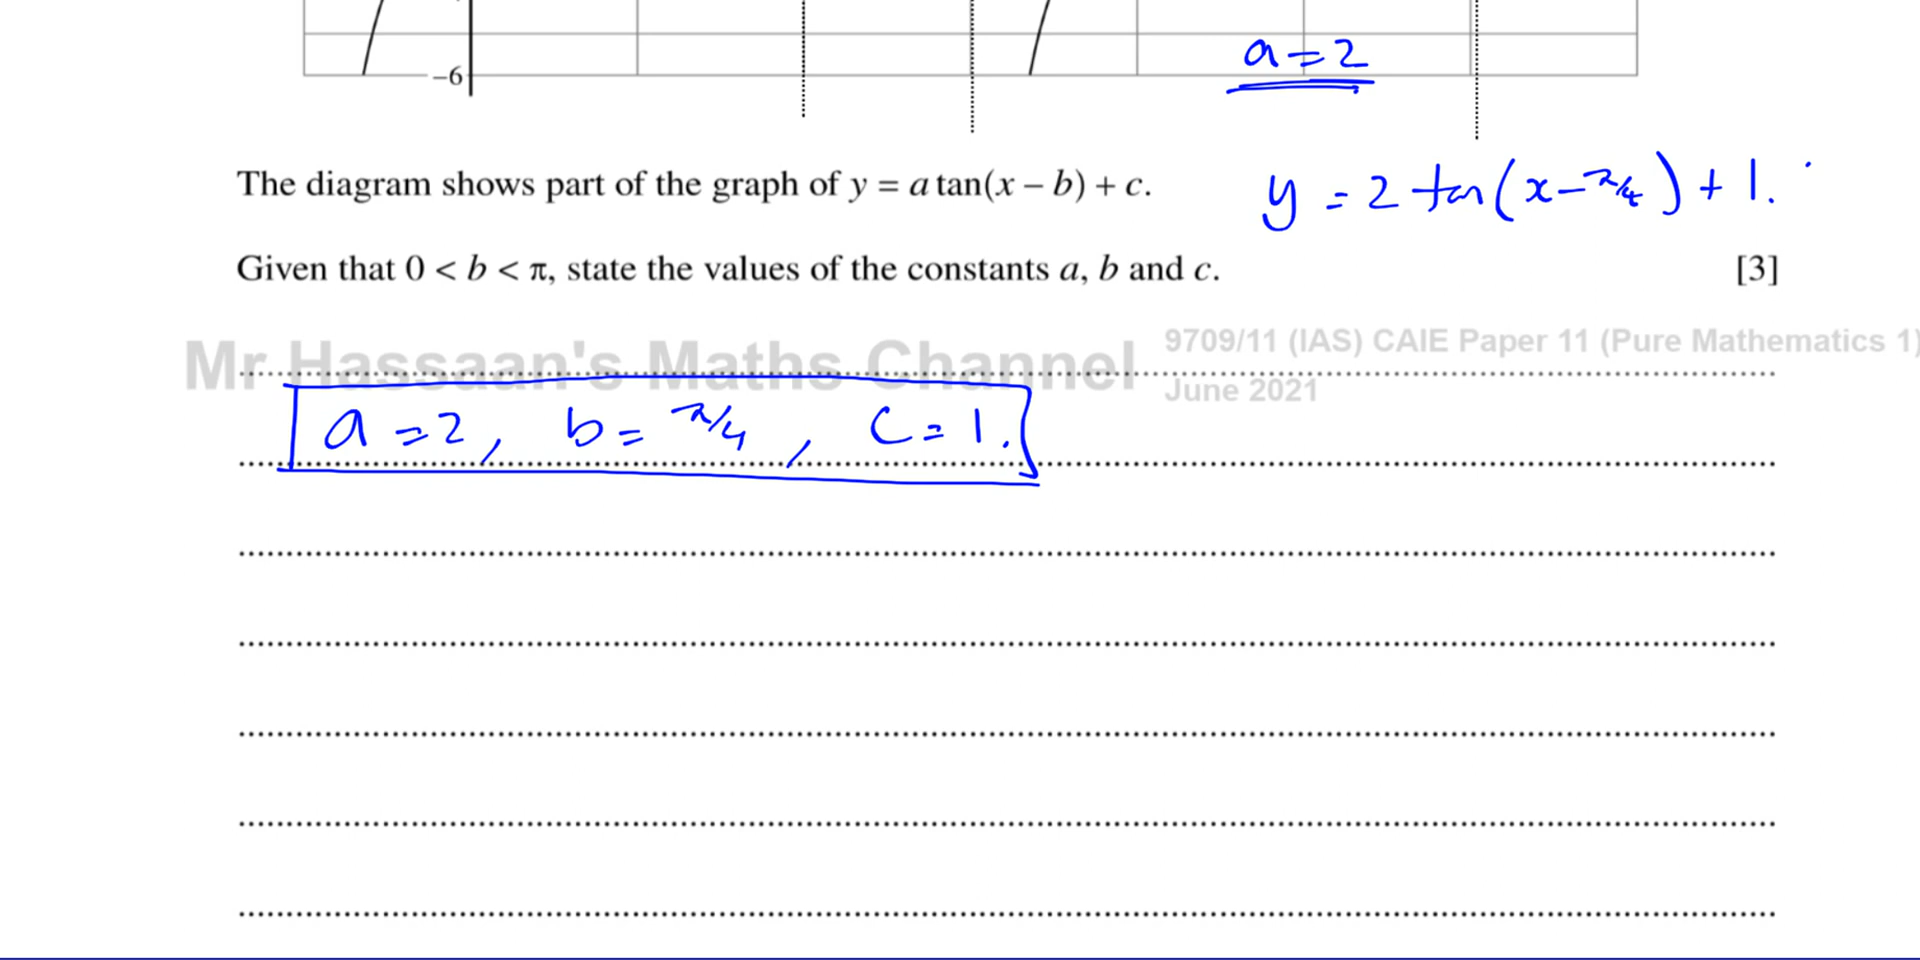 a = 2
–6
The diagram shows part of the graph of y = a tan(x – b) + c.
y = 2 tan(x – π/4) + 1.
Given that 0 < b < π, state the values of the constants a, b and c. [3]
Mr Hassaan's Maths Channel
9709/11 (IAS) CAIE Paper 11 (Pure Mathematics 1)
June 2021
a = 2, b = π/4, c = 1.